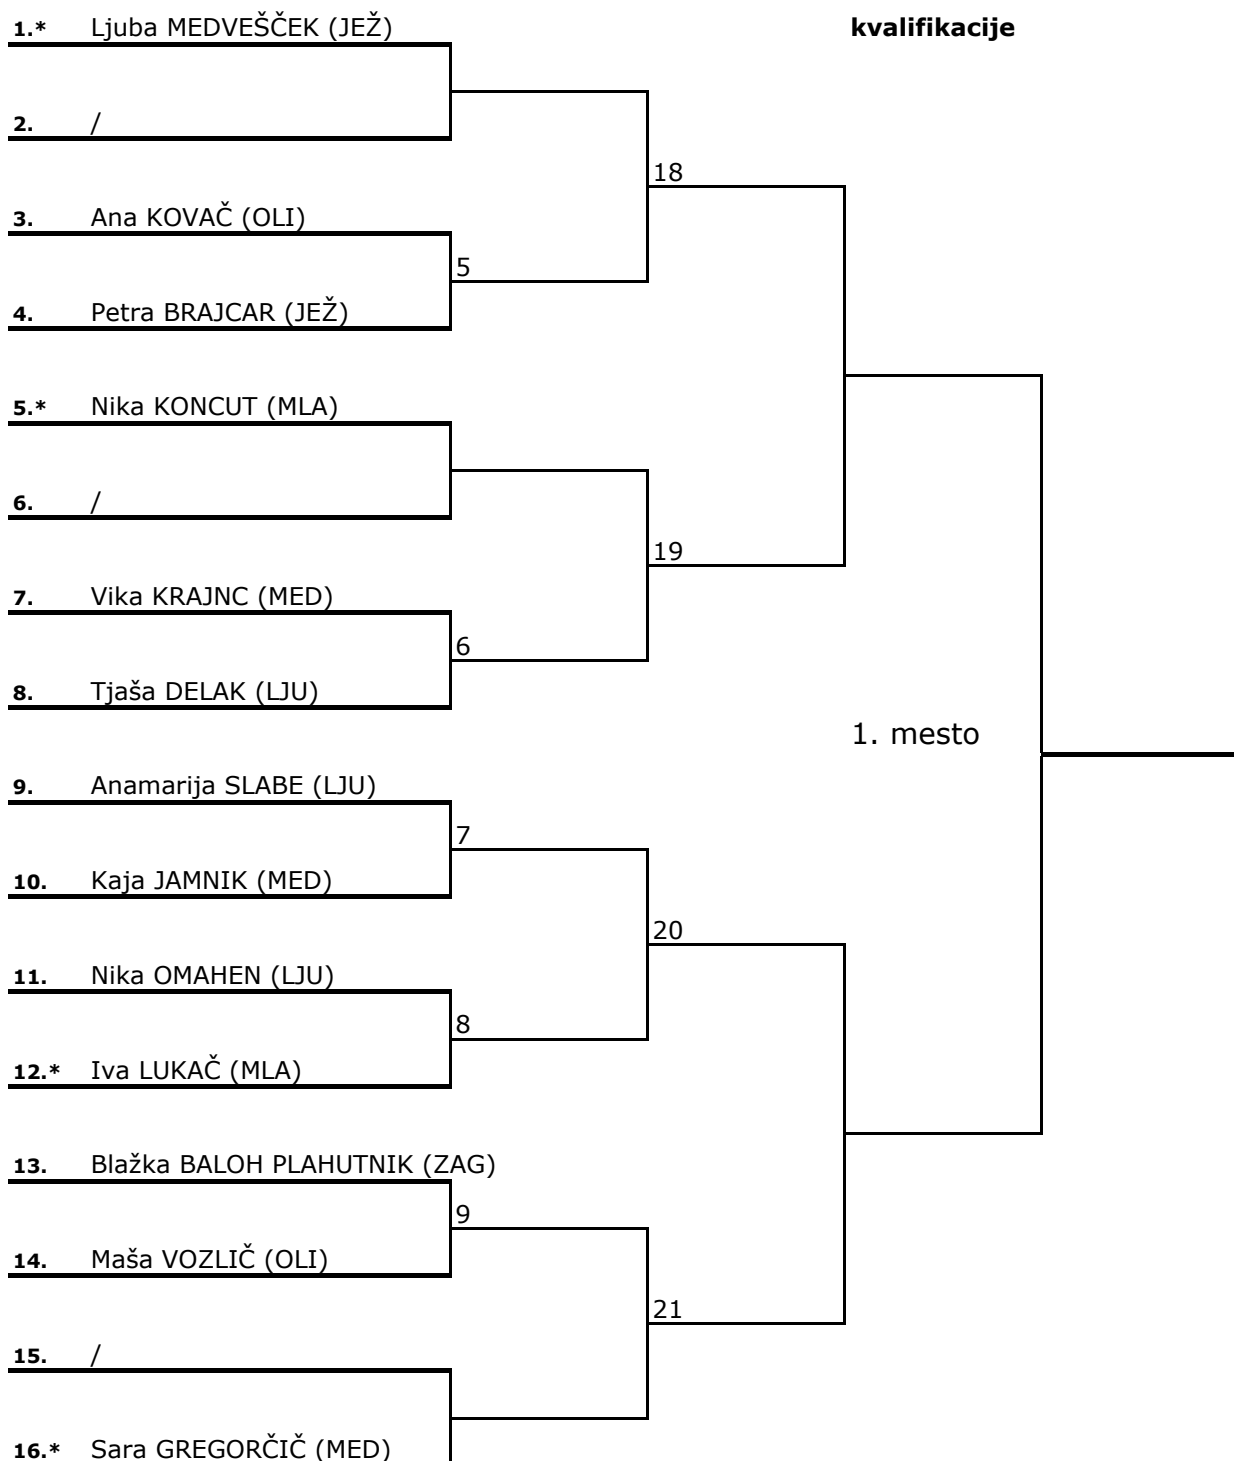 1.* Ljuba MEDVEŠČEK (JEŽ)
kvalifikacije
2. /
18
3. Ana KOVAČ (OLI)
5
4. Petra BRAJCAR (JEŽ)
5.* Nika KONCUT (MLA)
6. /
19
7. Vika KRAJNC (MED)
6
8. Tjaša DELAK (LJU)
1. mesto
9. Anamarija SLABE (LJU)
7
10. Kaja JAMNIK (MED)
20
11. Nika OMAHEN (LJU)
8
12.* Iva LUKAČ (MLA)
13. Blažka BALOH PLAHUTNIK (ZAG)
9
14. Maša VOZLIČ (OLI)
21
15. /
16.* Sara GREGORČIČ (MED)